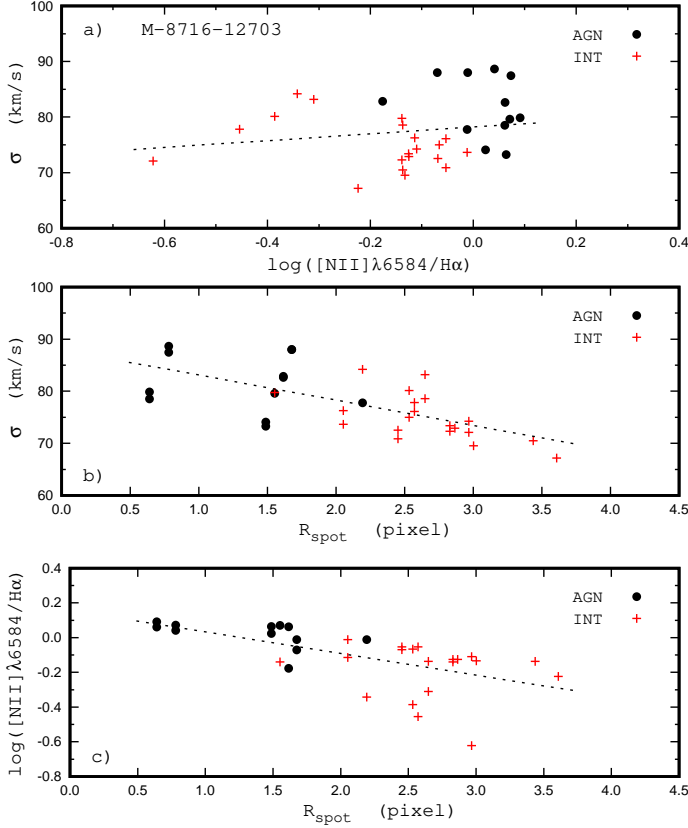 100
a) M-8716-12703
AGN
INT
90
80
70
60
σ (km/s)
-0.8 -0.6 -0.4 -0.2 0.0 0.2 0.4
log([NII]λ6584/Hα)
100
AGN
INT
90
80
70
60
σ (km/s)
b)
0.0 0.5 1.0 1.5 2.0 2.5 3.0 3.5 4.0 4.5
R_spot (pixel)
0.4
AGN
INT
0.2
0.0
-0.2
-0.4
-0.6
-0.8
log([NII]λ6584/Hα)
c)
0.0 0.5 1.0 1.5 2.0 2.5 3.0 3.5 4.0 4.5
R_spot (pixel)